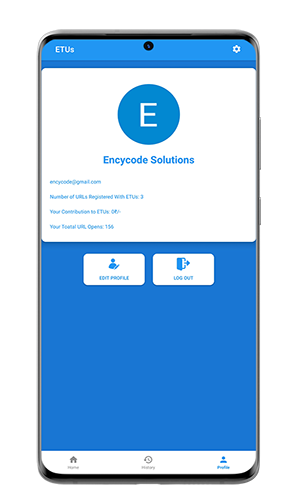 ETUs
E
Encycode Solutions
encycode@gmail.com
Number of URLs Registered With ETUs: 3
Your Contribution to ETUs: 0₹/-
Your Toatal URL Opens: 156
EDIT PROFILE
LOG OUT
Home
History
Profile